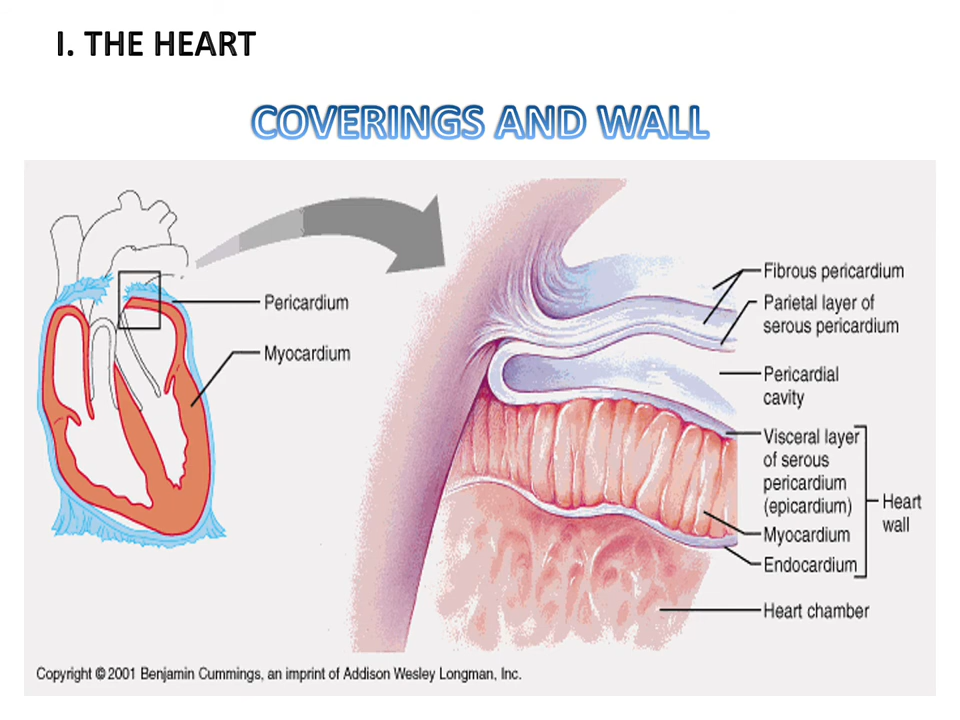 I. THE HEART
COVERINGS AND WALL
Pericardium
Myocardium
Fibrous pericardium
Parietal layer of
serous pericardium
Pericardial
cavity
Visceral layer
of serous
pericardium
(epicardium)
Heart
wall
Myocardium
Endocardium
Heart chamber
Copyright © 2001 Benjamin Cummings, an imprint of Addison Wesley Longman, Inc.